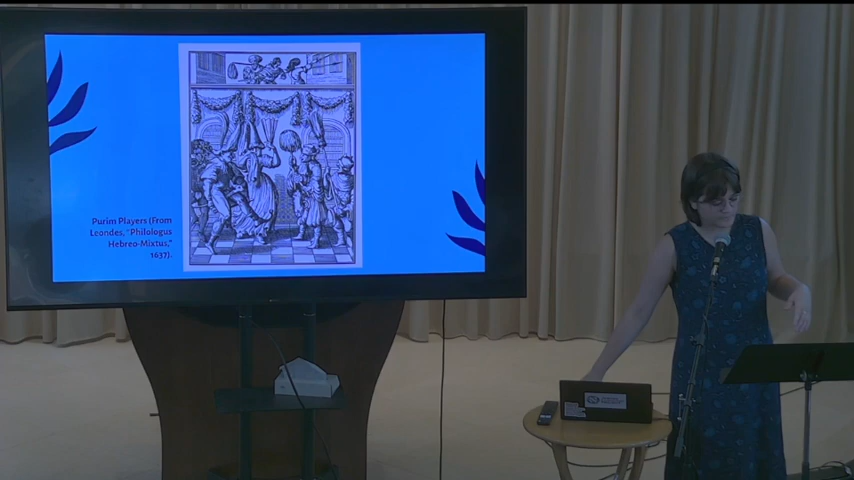 Purim Players (From
Leondes, "Philologus
Hebreo-Mixtus,"
1637).